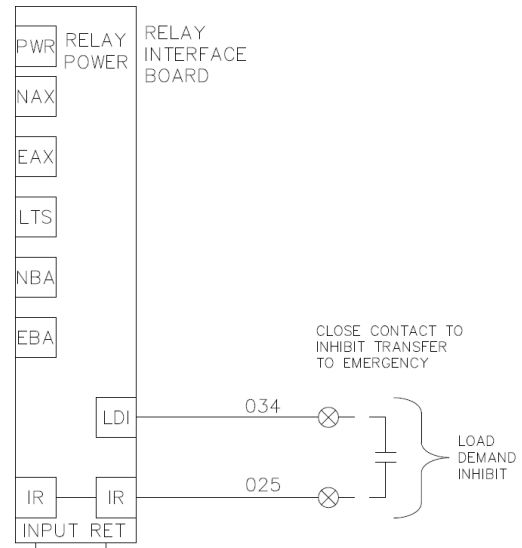 PWR
RELAY
POWER
RELAY
INTERFACE
BOARD
NAX
EAX
LTS
NBA
EBA
CLOSE CONTACT TO
INHIBIT TRANSFER
TO EMERGENCY
LDI
034
LOAD
DEMAND
INHIBIT
IR
IR
025
INPUT RET